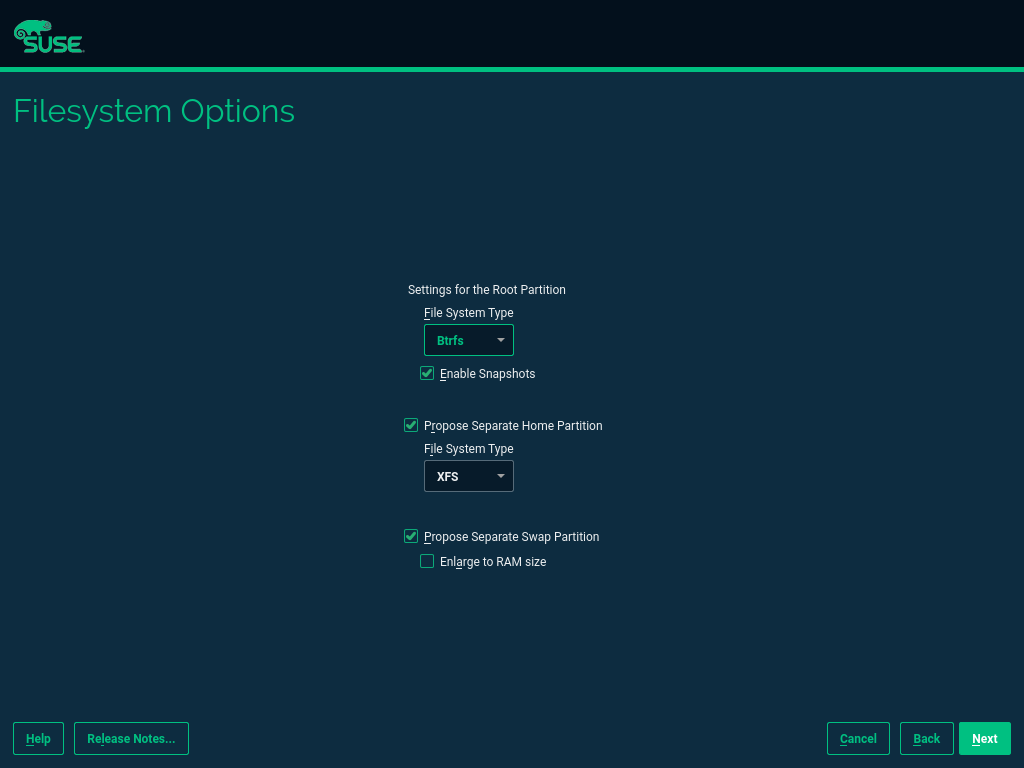 SUSE
Filesystem Options
Settings for the Root Partition
File System Type
Btrfs
Enable Snapshots
Propose Separate Home Partition
File System Type
XFS
Propose Separate Swap Partition
Enlarge to RAM size
Help Release Notes... Cancel Back Next